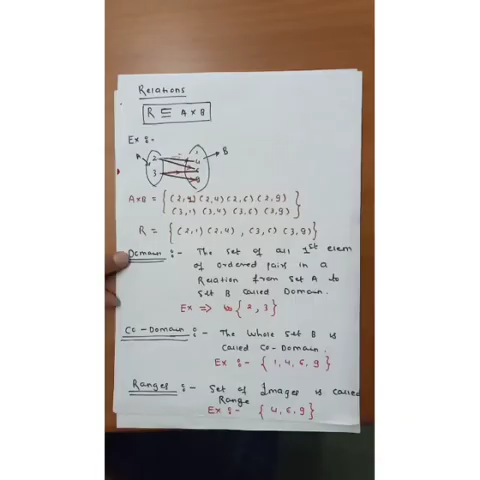 Relations
R ⊆ A×B
Ex :-
A 2 3 1 4 6 9 B
A×B = { (2,1) (2,4) (2,6) (2,9)
(3,1) (3,4) (3,6) (2,9) }
R = { (2,1) (2,4) , (3,6) (3,9) }
Domain :- The set of all 1st elem
of ordered pairs in a
Relation from set A to
set B called Domain.
Ex => { 2, 3 }
Co-Domain :- The whole set B is
called Co-Domain.
Ex :- { 1, 4, 6, 9 }
Ranges :- set of Images is called
Range
Ex :- { 4, 6, 9 }